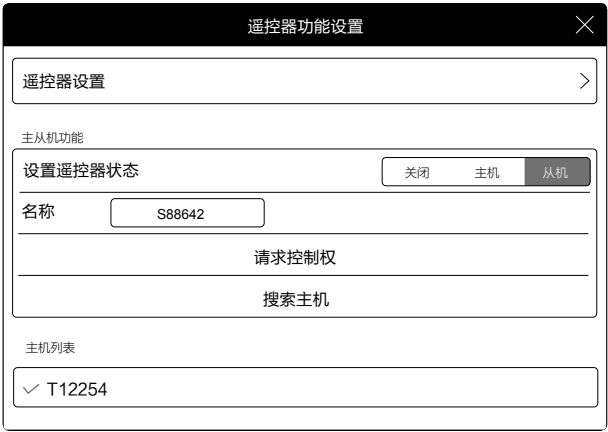 遥控器功能设置
遥控器设置
主从机功能
设置遥控器状态 关闭 主机 从机
名称 S88642
请求控制权
搜索主机
主机列表
T12254